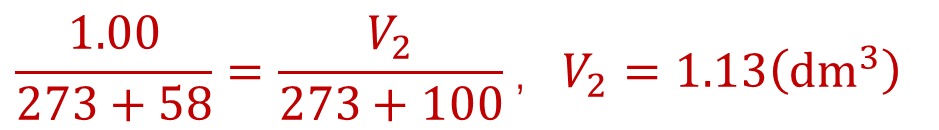 1.00/(273 + 58) = V₂/(273 + 100) , V₂ = 1.13(dm³)